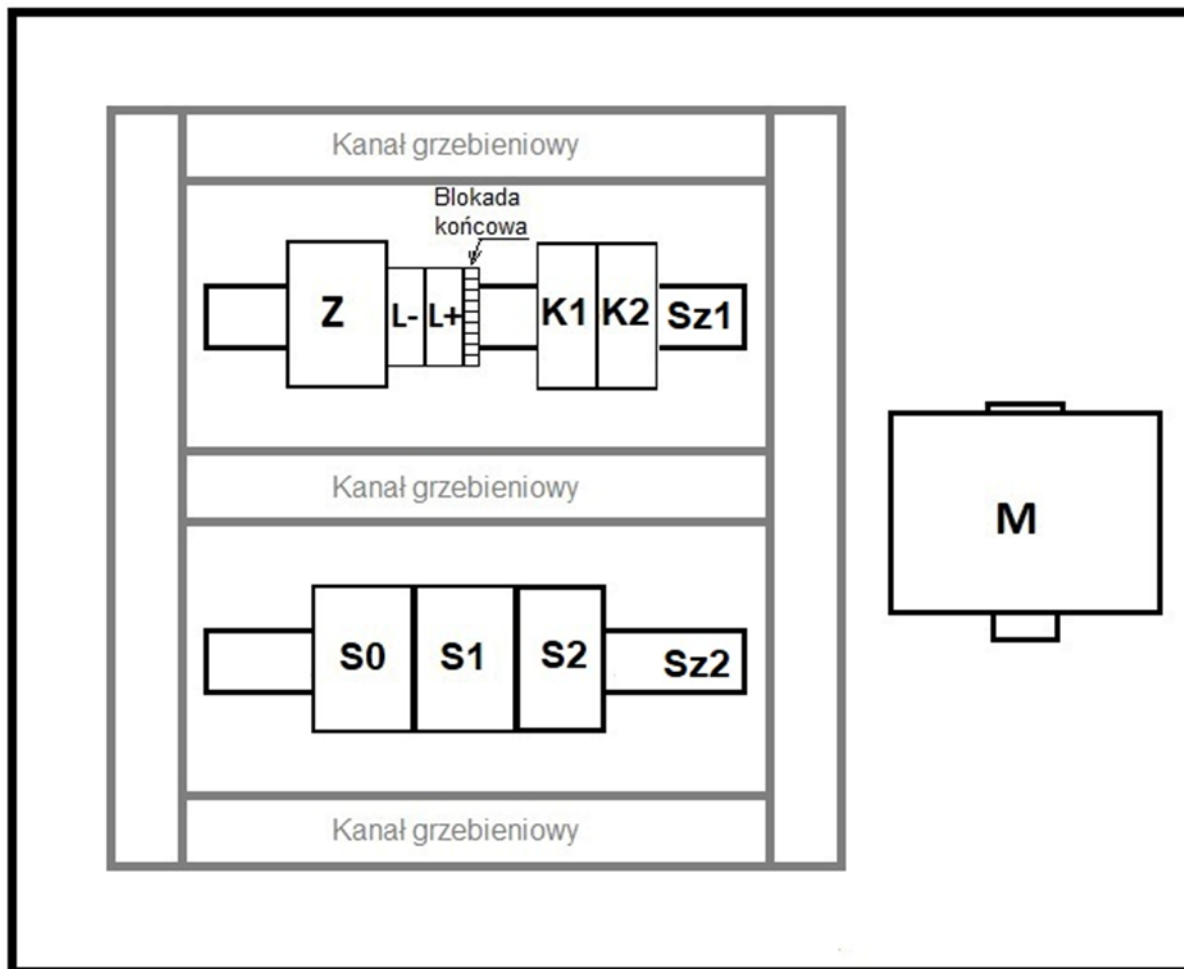 Kanał grzebieniowy
Blokada
końcowa
Z
L-
L+
K1
K2
Sz1
Kanał grzebieniowy
M
S0
S1
S2
Sz2
Kanał grzebieniowy